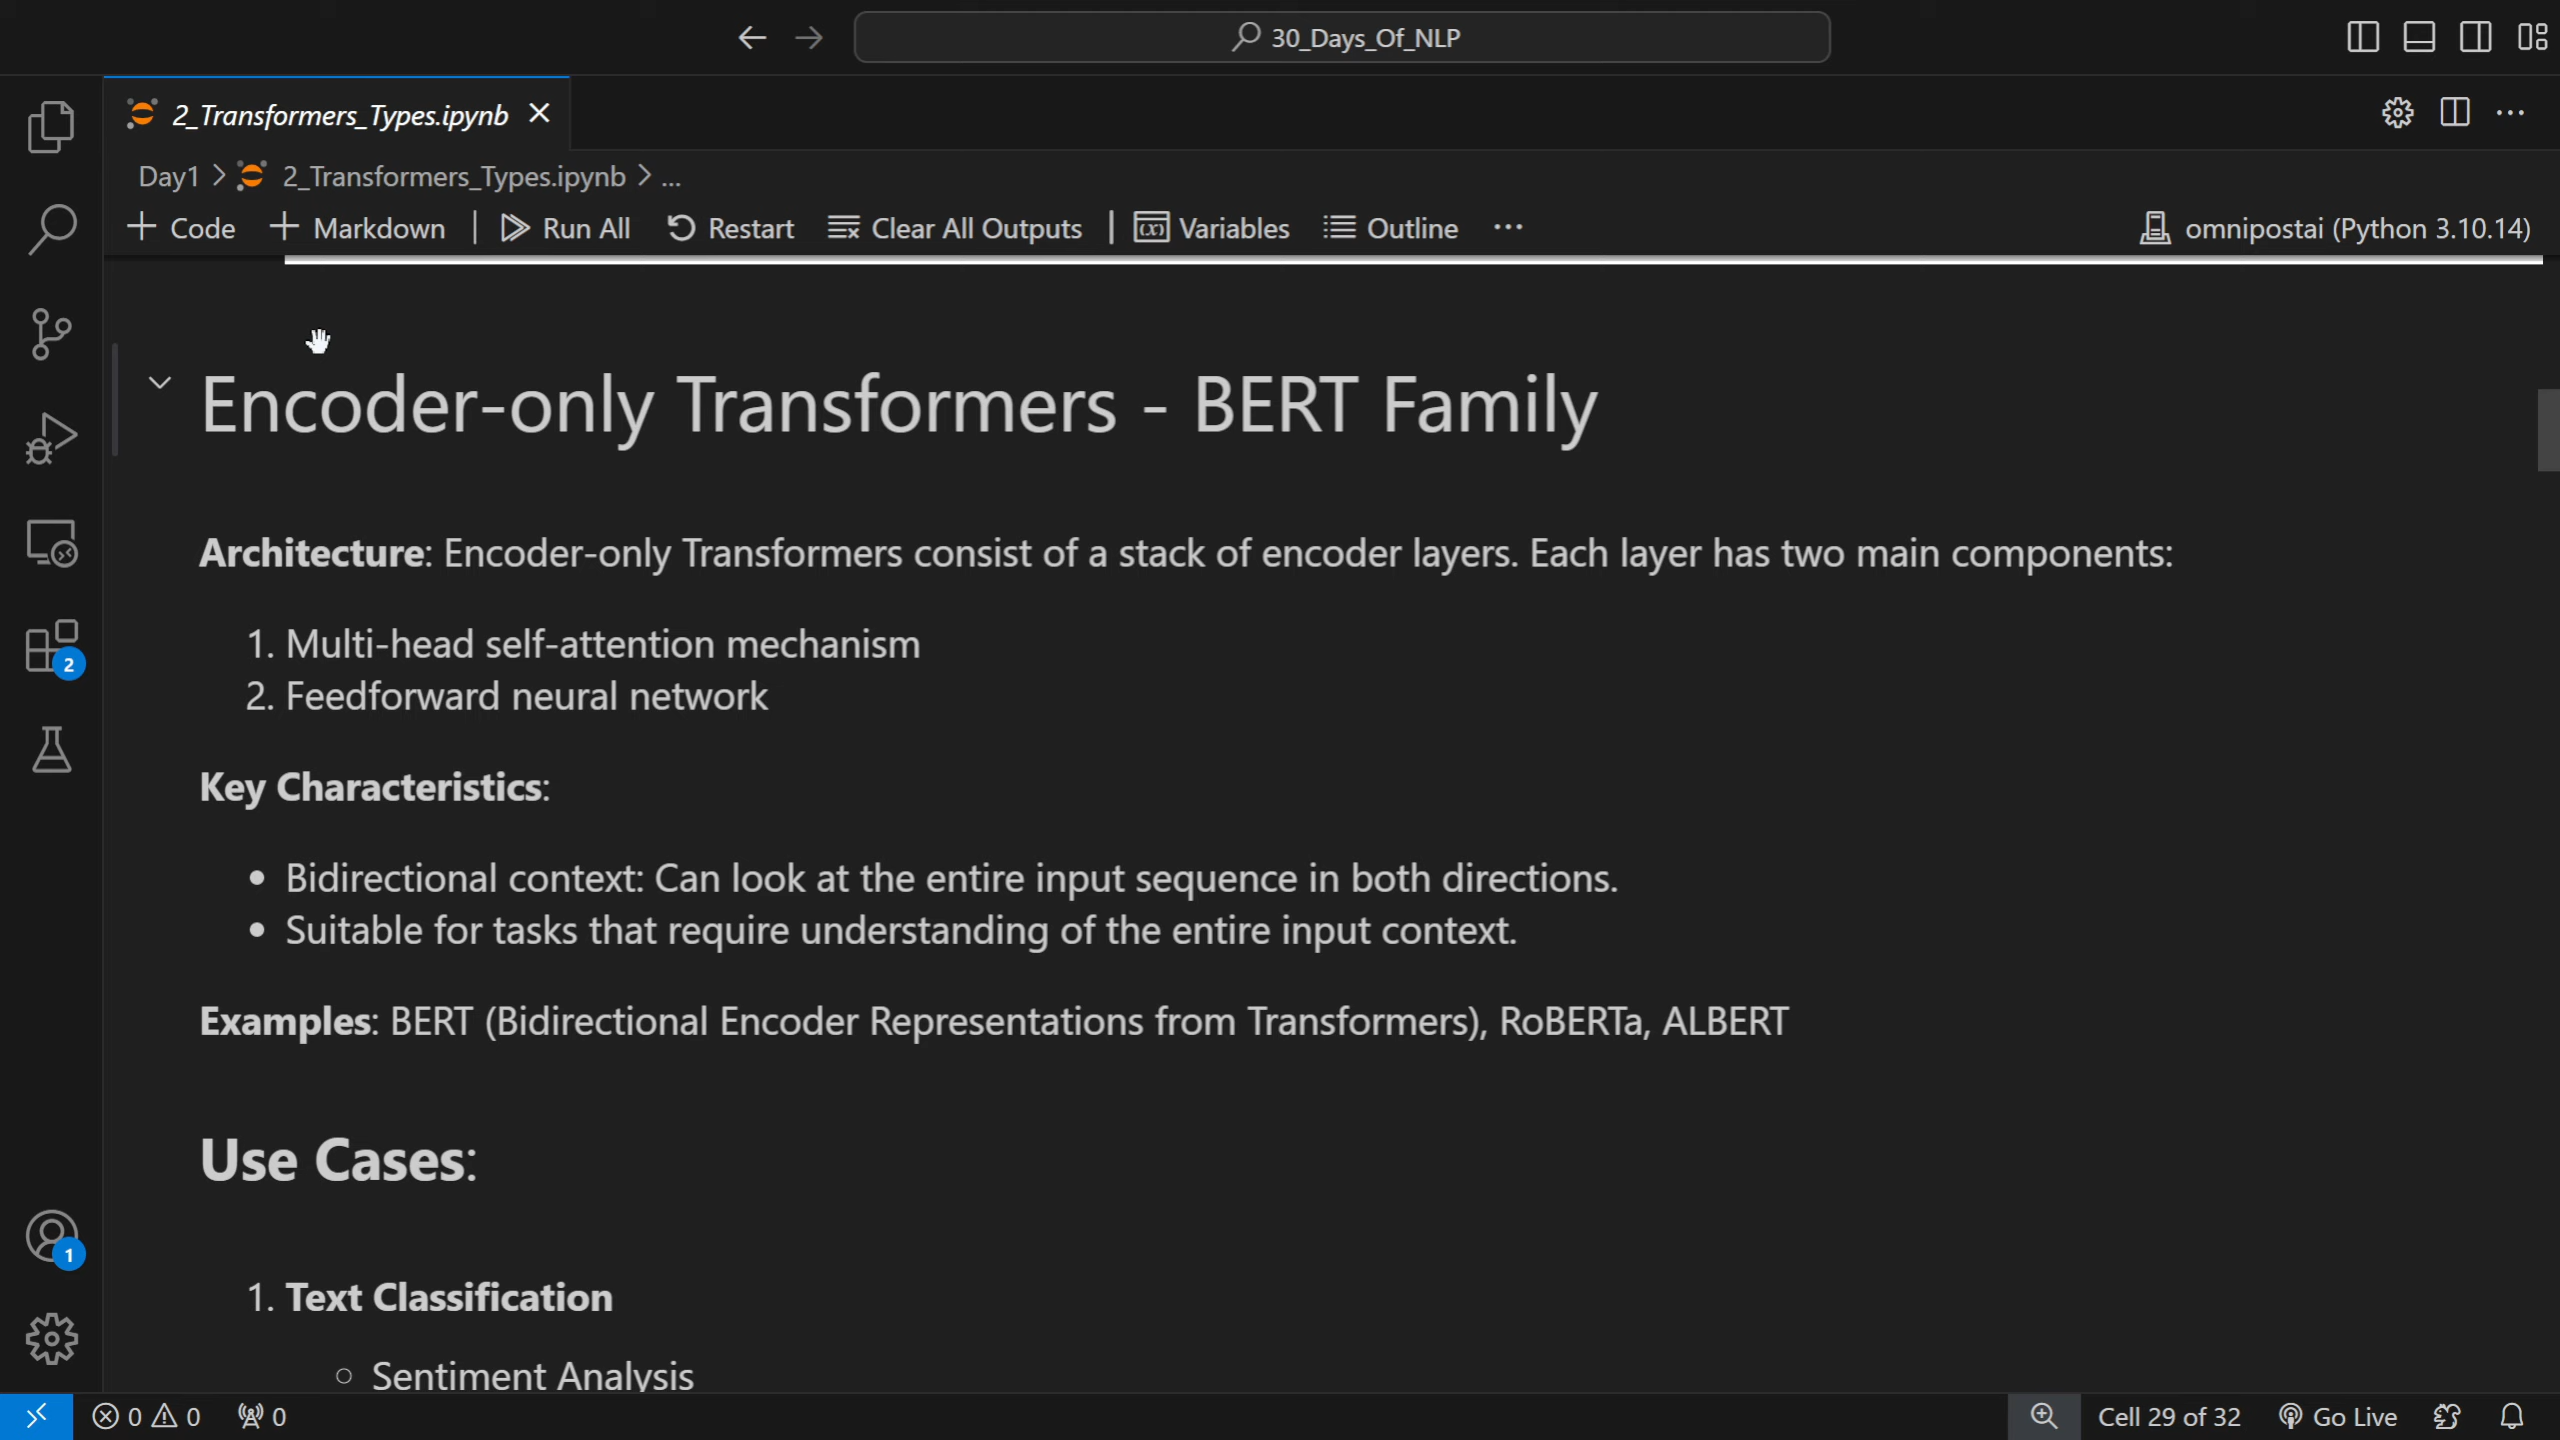 30_Days_Of_NLP
2_Transformers_Types.ipynb
Day1 > 2_Transformers_Types.ipynb > ...
+ Code + Markdown | Run All Restart Clear All Outputs | Variables Outline ... omnipostai (Python 3.10.14)
Encoder-only Transformers - BERT Family
Architecture: Encoder-only Transformers consist of a stack of encoder layers. Each layer has two main components:
1. Multi-head self-attention mechanism
2. Feedforward neural network
Key Characteristics:
• Bidirectional context: Can look at the entire input sequence in both directions.
• Suitable for tasks that require understanding of the entire input context.
Examples: BERT (Bidirectional Encoder Representations from Transformers), RoBERTa, ALBERT
Use Cases:
1. Text Classification
○ Sentiment Analysis
2
1
0 0 0 Cell 29 of 32 Go Live